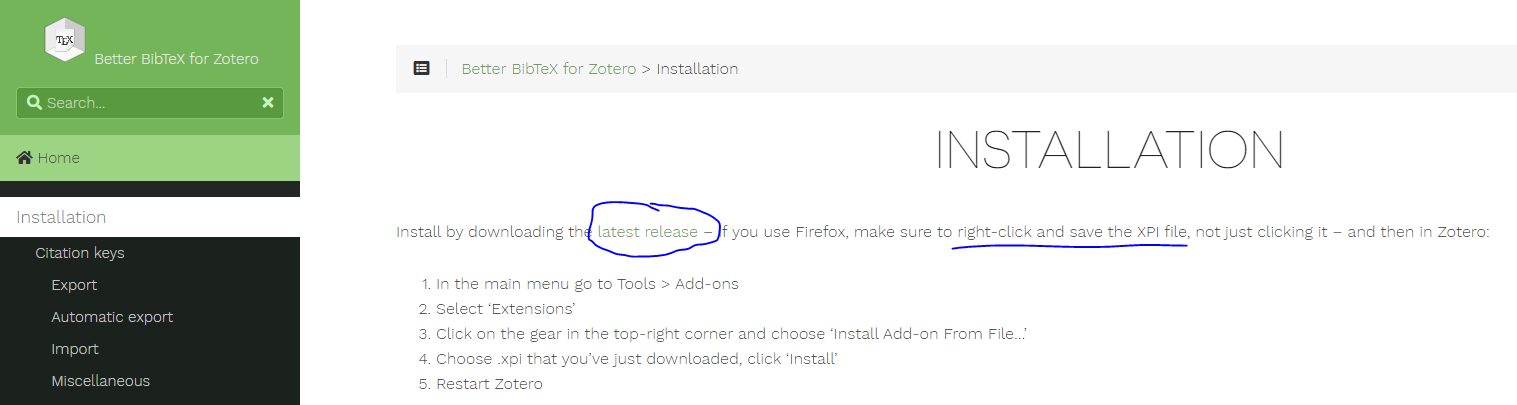 TEX
Better BibTeX for Zotero
Search...
Home
Installation
Citation keys
Export
Automatic export
Import
Miscellaneous
Better BibTeX for Zotero > Installation
INSTALLATION
Install by downloading the latest release – if you use Firefox, make sure to right-click and save the XPI file, not just clicking it – and then in Zotero:
1. In the main menu go to Tools > Add-ons
2. Select ‘Extensions’
3. Click on the gear in the top-right corner and choose ‘Install Add-on From File…’
4. Choose .xpi that you’ve just downloaded, click ‘Install’
5. Restart Zotero